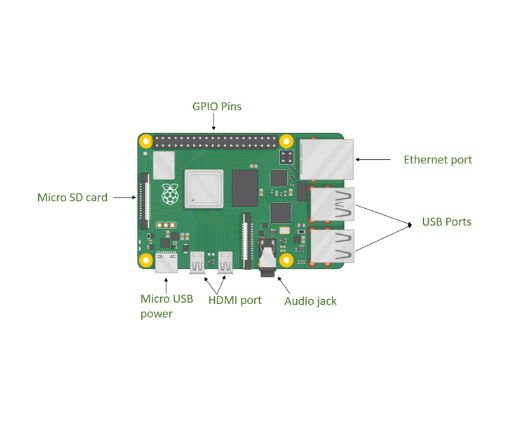 GPIO Pins
Ethernet port
Micro SD card
USB Ports
Micro USB
power
HDMI port
Audio jack